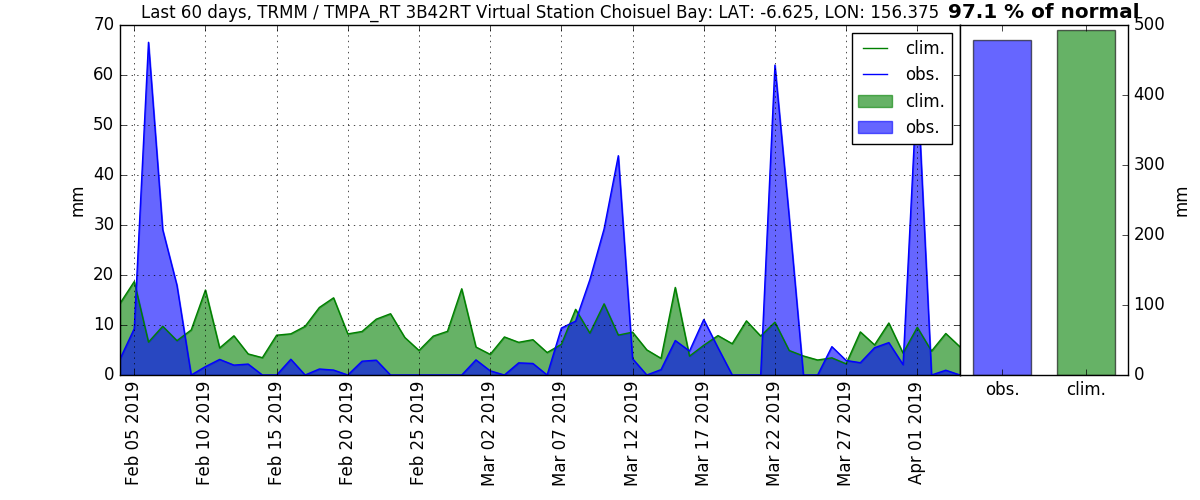 Last 60 days, TRMM / TMPA_RT 3B42RT Virtual Station Choisuel Bay: LAT: -6.625, LON: 156.375 97.1 % of normal
70
60
50
40
30
20
10
0
mm
clim.
obs.
clim.
obs.
500
400
300
200
100
0
mm
obs. clim.
Feb 05 2019
Feb 10 2019
Feb 15 2019
Feb 20 2019
Feb 25 2019
Mar 02 2019
Mar 07 2019
Mar 12 2019
Mar 17 2019
Mar 22 2019
Mar 27 2019
Apr 01 2019